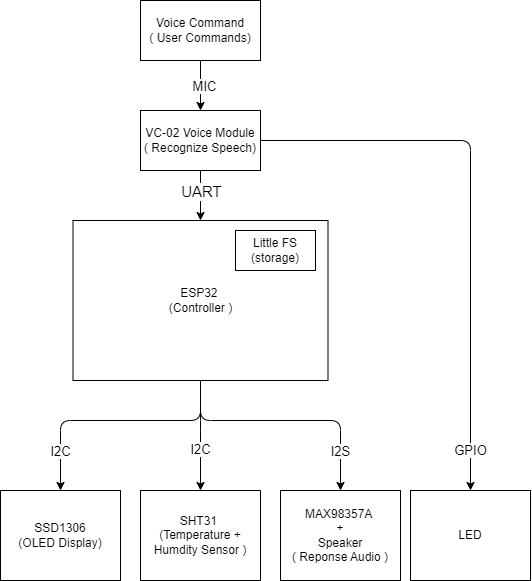 Voice Command
( User Commands)
MIC
VC-02 Voice Module
( Recognize Speech)
UART
Little FS
(storage)
ESP32
(Controller )
I2C
I2C
I2S
GPIO
SSD1306
(OLED Display)
SHT31
(Temperature +
Humdity Sensor )
MAX98357A
+
Speaker
( Reponse Audio )
LED